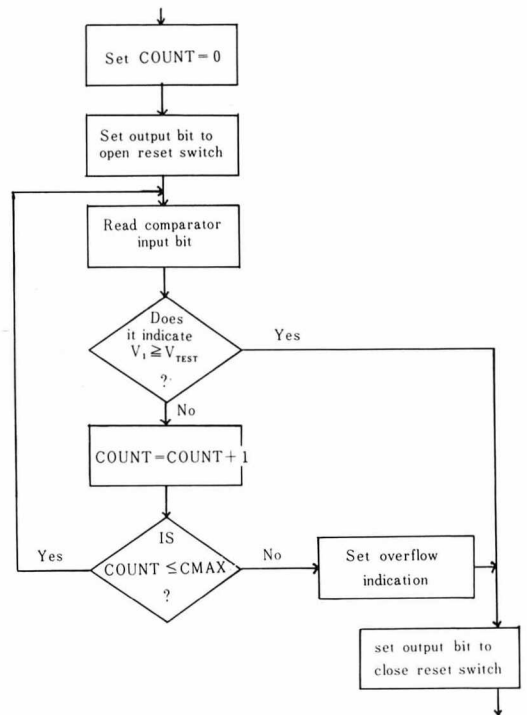 Set COUNT=0
Set output bit to
open reset switch
Read comparator
input bit
Does
it indicate
V₁ ≧ V_TEST
?
Yes
No
COUNT=COUNT+1
IS
COUNT ≤ CMAX
?
Yes
No
Set overflow
indication
set output bit to
close reset switch